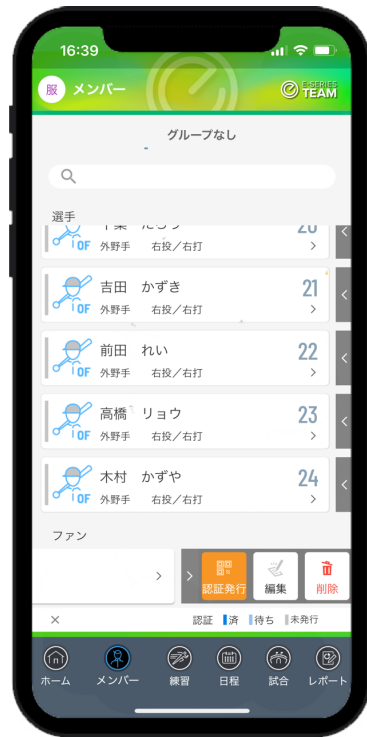 16:39
服 メンバー
E-SERIES
TEAM
グループなし
選手
OF 外野手 右投／右打
吉田 かずき 21
OF 外野手 右投／右打
前田 れい 22
OF 外野手 右投／右打
高橋 リョウ 23
OF 外野手 右投／右打
木村 かずや 24
OF 外野手 右投／右打
ファン
認証発行 編集 削除
× 認証 済 待ち 未発行
ホーム メンバー 練習 日程 試合 レポート